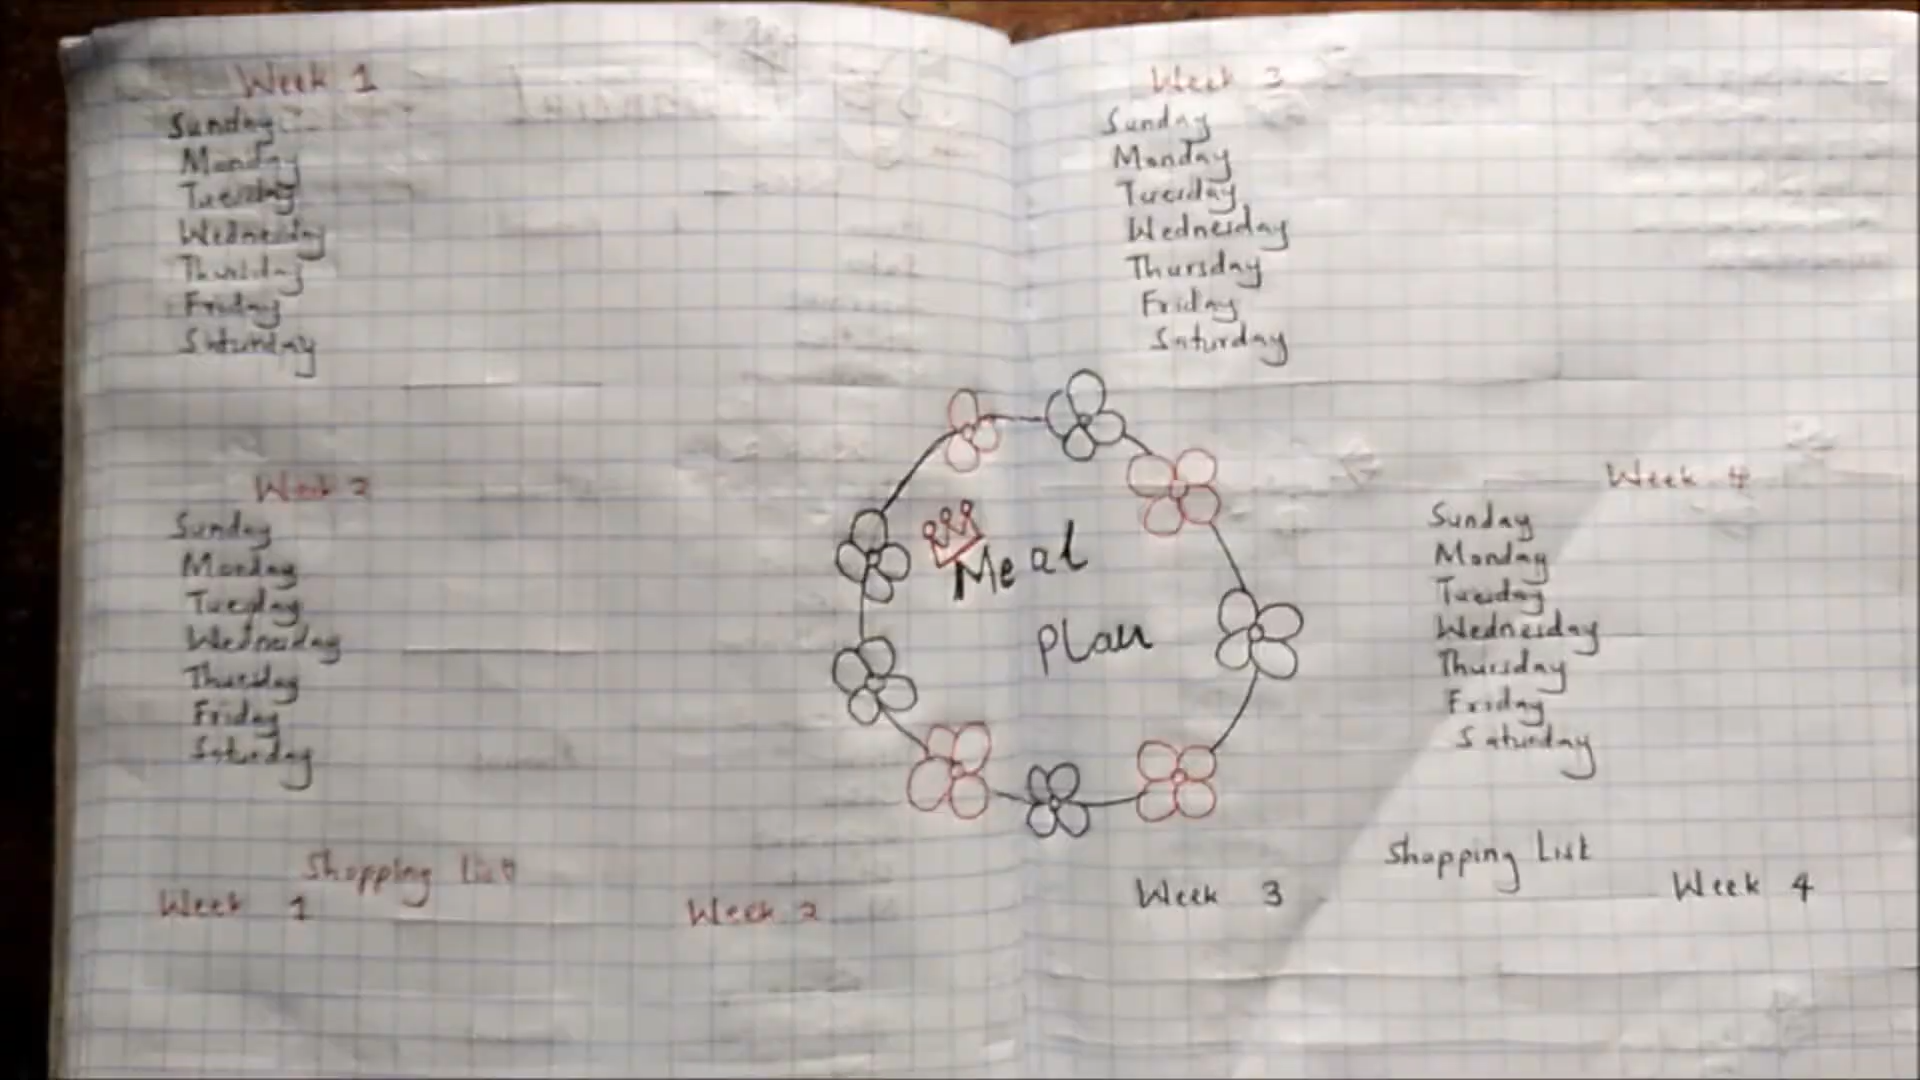 Week 1
Sunday
Monday
Tuesday
Wednesday
Thursday
Friday
Saturday
Week 2
Sunday
Monday
Tuesday
Wednesday
Thursday
Friday
Saturday
Shopping List
Week 1
Week 2
Meal
Plan
Week 3
Sunday
Monday
Tuesday
Wednesday
Thursday
Friday
Saturday
Week 4
Sunday
Monday
Tuesday
Wednesday
Thursday
Friday
Saturday
Shopping List
Week 3
Week 4